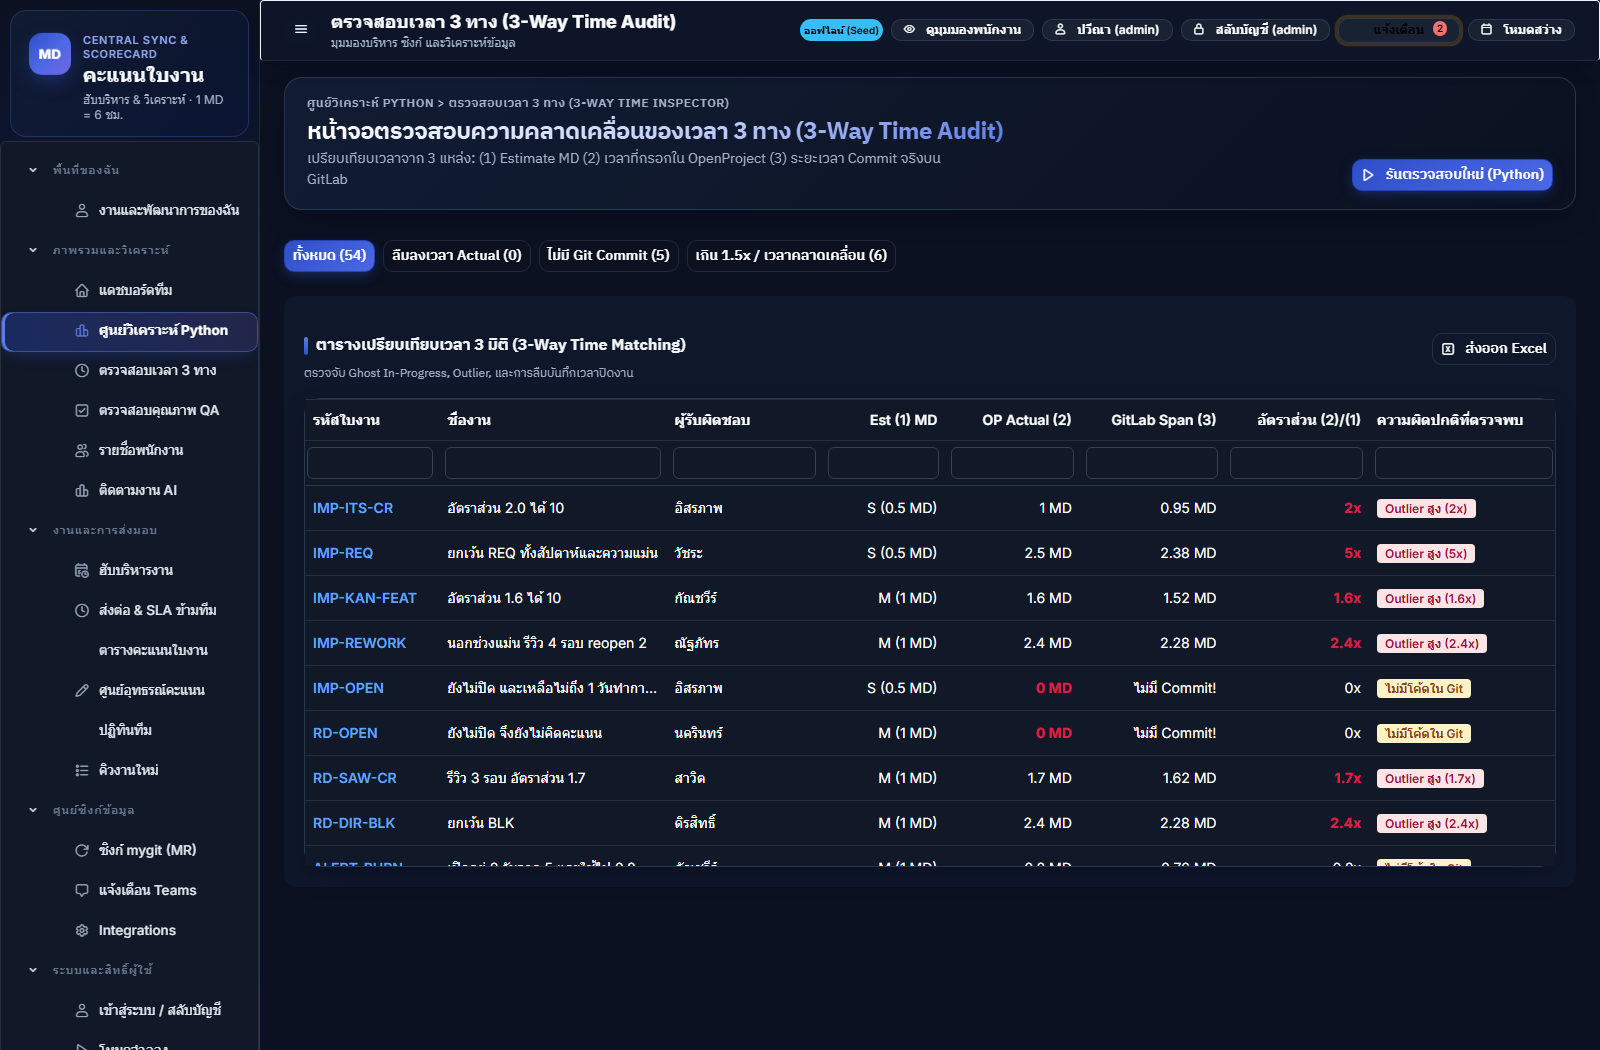 MD
CENTRAL SYNC & SCORECARD
คะแนนใบงาน
ฮับบริหาร & วิเคราะห์ · 1 MD = 6 ชม.
พื้นที่ของฉัน
งานและพัฒนาการของฉัน
ภาพรวมและวิเคราะห์
แดชบอร์ดทีม
ศูนย์วิเคราะห์ Python
ตรวจสอบเวลา 3 ทาง
ตรวจสอบคุณภาพ QA
รายชื่อพนักงาน
ติดตามงาน AI
งานและการส่งมอบ
ฮับบริหารงาน
ส่งต่อ & SLA ข้ามทีม
ตารางคะแนนใบงาน
ศูนย์อุทธรณ์คะแนน
ปฏิทินทีม
คิวงานใหม่
ศูนย์ซิงก์ข้อมูล
ซิงก์ mygit (MR)
แจ้งเตือน Teams
Integrations
ระบบและสิทธิ์ผู้ใช้
เข้าสู่ระบบ / สลับบัญชี
ตรวจสอบเวลา 3 ทาง (3-Way Time Audit)
มุมมองบริหาร ซิงก์ และวิเคราะห์ข้อมูล
ออฟไลน์ (Seed)
ดูมุมมองพนักงาน
ปวีณา (admin)
สลับบัญชี (admin)
แจ้งเตือน 2
โหมดสว่าง
ศูนย์วิเคราะห์ PYTHON > ตรวจสอบเวลา 3 ทาง (3-WAY TIME INSPECTOR)
หน้าจอตรวจสอบความคลาดเคลื่อนของเวลา 3 ทาง (3-Way Time Audit)
เปรียบเทียบเวลาจาก 3 แหล่ง: (1) Estimate MD (2) เวลาที่กรอกใน OpenProject (3) ระยะเวลา Commit จริงบน
GitLab
รันตรวจสอบใหม่ (Python)
ทั้งหมด (54)
ลืมลงเวลา Actual (0)
ไม่มี Git Commit (5)
เกิน 1.5x / เวลาคลาดเคลื่อน (6)
ตารางเปรียบเทียบเวลา 3 มิติ (3-Way Time Matching)
ตรวจจับ Ghost In-Progress, Outlier, และการลืมบันทึกเวลาปิดงาน
ส่งออก Excel
รหัสใบงาน ชื่องาน ผู้รับผิดชอบ Est (1) MD OP Actual (2) GitLab Span (3) อัตราส่วน (2)/(1) ความผิดปกติที่ตรวจพบ
IMP-ITS-CR อัตราส่วน 2.0 ได้ 10 อิสรภาพ S (0.5 MD) 1 MD 0.95 MD 2x Outlier สูง (2x)
IMP-REQ ยกเว้น REQ ทั้งสัปดาห์และความแม่น วัชระ S (0.5 MD) 2.5 MD 2.38 MD 5x Outlier สูง (5x)
IMP-KAN-FEAT อัตราส่วน 1.6 ได้ 10 กัณชวีร์ M (1 MD) 1.6 MD 1.52 MD 1.6x Outlier สูง (1.6x)
IMP-REWORK นอกช่วงแม่น รีวิว 4 รอบ reopen 2 ณัฐภัทร M (1 MD) 2.4 MD 2.28 MD 2.4x Outlier สูง (2.4x)
IMP-OPEN ยังไม่ปิด และเหลือไม่ถึง 1 วันทำกา... อิสรภาพ S (0.5 MD) 0 MD ไม่มี Commit! 0x ไม่มีโค้ดใน Git
RD-OPEN ยังไม่ปิด จึงยังไม่คิดคะแนน นครินทร์ M (1 MD) 0 MD ไม่มี Commit! 0x ไม่มีโค้ดใน Git
RD-SAW-CR รีวิว 3 รอบ อัตราส่วน 1.7 สาวิต M (1 MD) 1.7 MD 1.62 MD 1.7x Outlier สูง (1.7x)
RD-DIR-BLK ยกเว้น BLK ดิรสิทธิ์ M (1 MD) 2.4 MD 2.28 MD 2.4x Outlier สูง (2.4x)